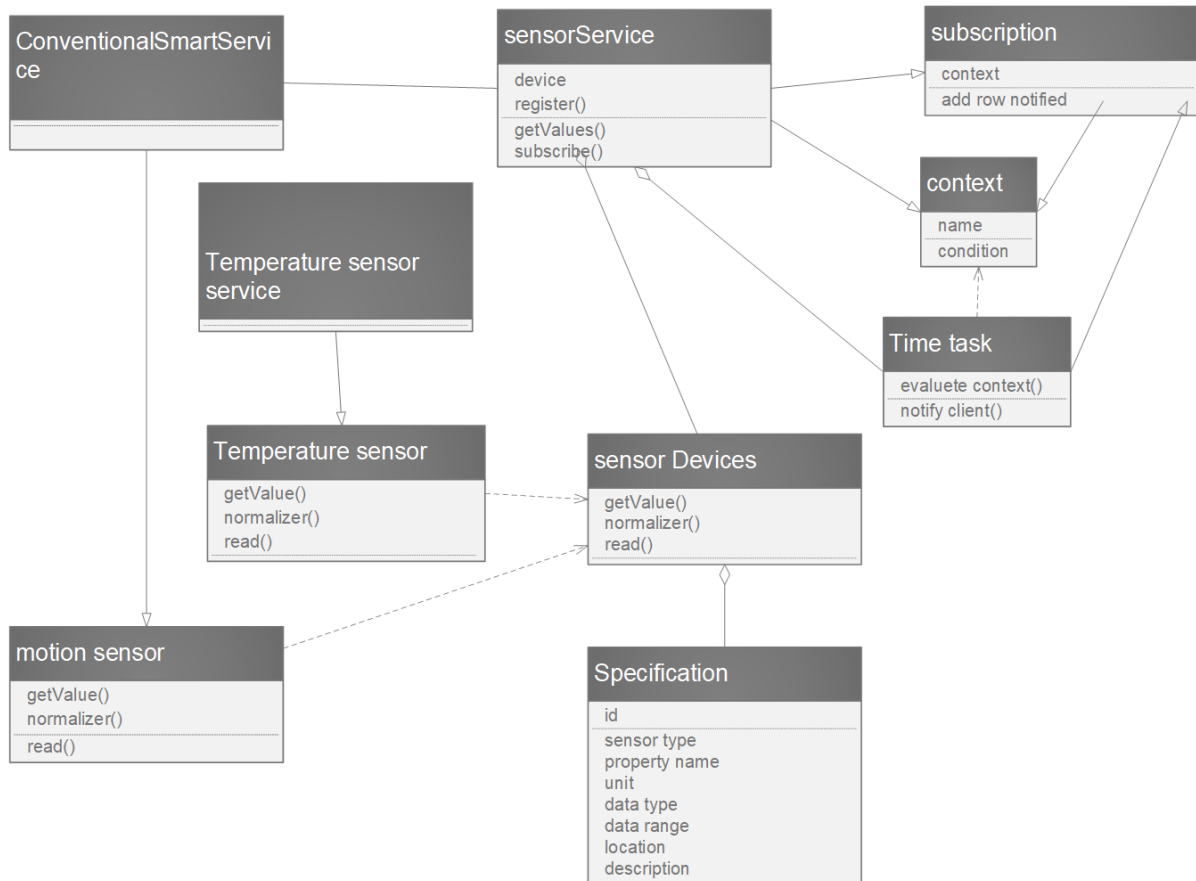 ConventionalSmartServi
ce
sensorService
device
register()
getValues()
subscribe()
subscription
context
add row notified
context
name
condition
Temperature sensor
service
Time task
evaluete context()
notify client()
Temperature sensor
getValue()
normalizer()
read()
sensor Devices
getValue()
normalizer()
read()
motion sensor
getValue()
normalizer()
read()
Specification
id
sensor type
property name
unit
data type
data range
location
description